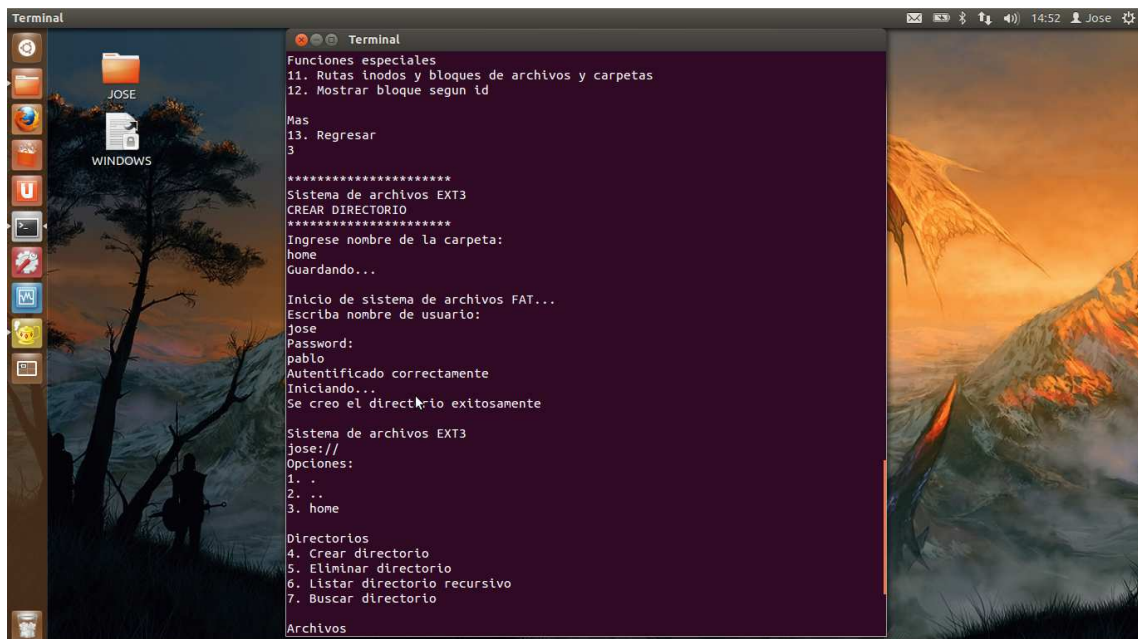 Terminal
14:52 Jose
JOSE
WINDOWS
Terminal
Funciones especiales
11. Rutas inodos y bloques de archivos y carpetas
12. Mostrar bloque segun id
Mas
13. Regresar
3
**********************
Sistema de archivos EXT3
CREAR DIRECTORIO
**********************
Ingrese nombre de la carpeta:
home
Guardando...
Inicio de sistema de archivos FAT...
Escriba nombre de usuario:
jose
Password:
pablo
Autentificado correctamente
Iniciando...
Se creo el directorio exitosamente
Sistema de archivos EXT3
jose://
Opciones:
1. .
2. ..
3. home
Directorios
4. Crear directorio
5. Eliminar directorio
6. Listar directorio recursivo
7. Buscar directorio
Archivos